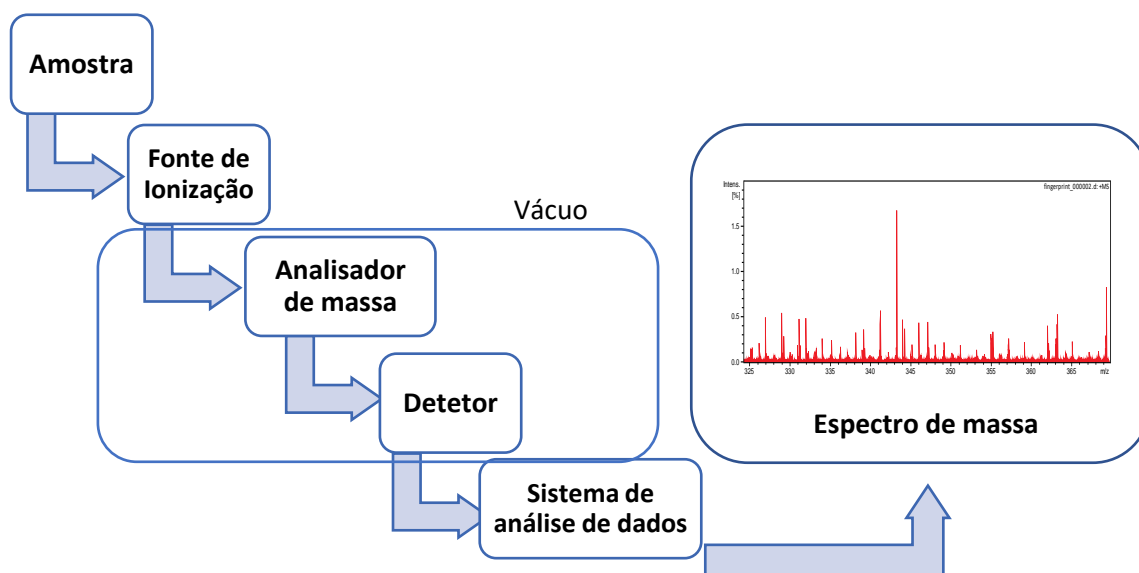 Amostra
Fonte de
Ionização
Vácuo
Analisador
de massa
Detetor
Sistema de
análise de dados
Intens.
[%]
fingerprint_000002.d: +MS
1.5
1.0
0.5
0.0
325 330 335 340 345 350 355 360 365 m/z
Espectro de massa